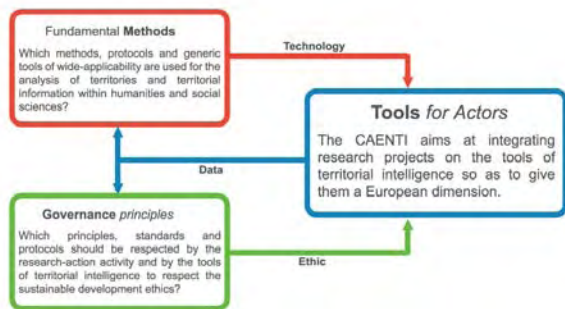 Fundamental Methods
Which methods, protocols and generic
tools of wide-applicability are used for the
analysis of territories and territorial
information within humanities and social
sciences?
Technology
Tools for Actors
The CAENTI aims at integrating
research projects on the tools of
territorial intelligence so as to give
them a European dimension.
Data
Governance principles
Which principles, standards and
protocols should be respected by the
research-action activity and by the tools
of territorial intelligence to respect the
sustainable development ethics?
Ethic